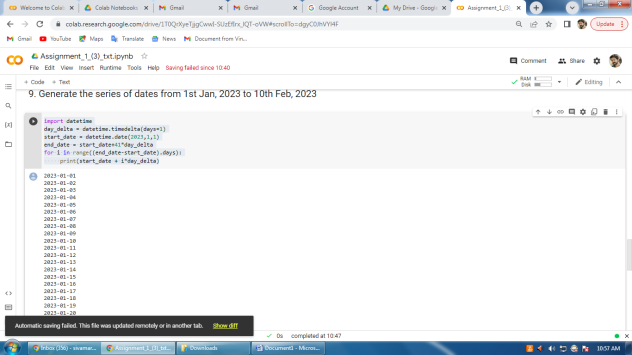 Welcome to Colab
Colab Notebooks
Gmail
Gmail
Google Account
My Drive - Google
Assignment_1_(3)
colab.research.google.com/drive/
Update
Gmail
YouTube
Maps
Translate
News
Document from Vin...
CO
Assignment_1_(3)_txt.ipynb
Comment
Share
File Edit View Insert Runtime Tools Help Saving failed since 10:40
+ Code + Text
RAM
Disk
Editing
9. Generate the series of dates from 1st Jan, 2023 to 10th Feb, 2023
import datetime
day_delta = datetime.timedelta(days=1)
start_date = datetime.date(2023,1,1)
end_date = start_date+41*day_delta
for i in range((end_date-start_date).days):
print(start_date + i*day_delta)
2023-01-01
2023-01-02
2023-01-03
2023-01-04
2023-01-05
2023-01-06
2023-01-07
2023-01-08
2023-01-09
2023-01-10
2023-01-11
2023-01-12
2023-01-13
2023-01-14
2023-01-15
2023-01-16
2023-01-17
2023-01-18
2023-01-19
2023-01-20
Automatic saving failed. This file was updated remotely or in another tab. Show diff
0s completed at 10:47
Inbox (356) - sivamar...
Assignment_1_(3)_txt...
Downloads
Document1 - Micros...
10:57 AM